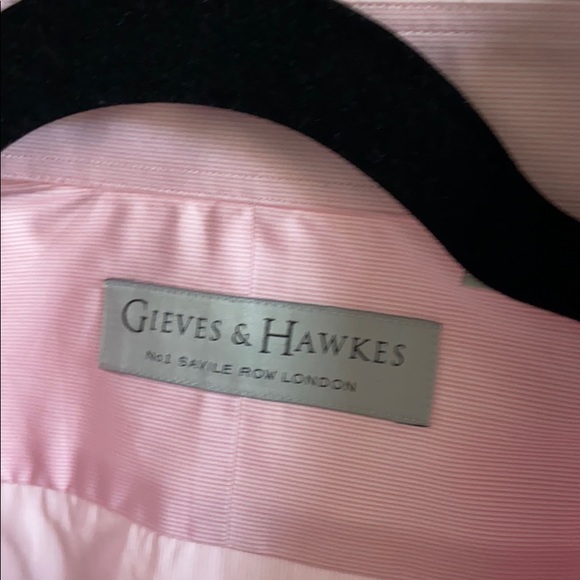 GIEVES & HAWKES
No1 SAVILE ROW LONDON